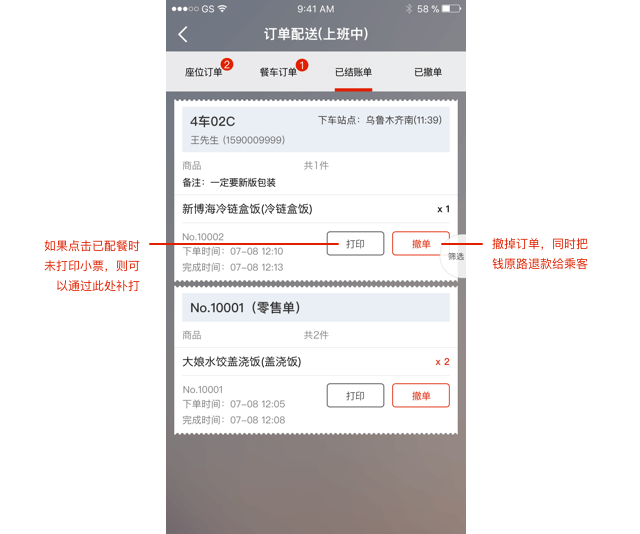 GS 9:41 AM 58 %
订单配送(上班中)
座位订单 2 餐车订单 1 已结账单 已撤单
4车02C 下车站点：乌鲁木齐南(11:39)
王先生 (1590009999)
商品 共1件
备注：一定要新版包装
新博海冷链盒饭(冷链盒饭) x 1
No.10002
下单时间：07-08 12:10
完成时间：07-08 12:13
打印 撤单
筛选
如果点击已配餐时
未打印小票，则可
以通过此处补打
撤掉订单，同时把
钱原路退款给乘客
No.10001（零售单）
商品 共2件
大娘水饺盖浇饭(盖浇饭) x 2
No.10001
下单时间：07-08 12:05
完成时间：07-08 12:08
打印 撤单